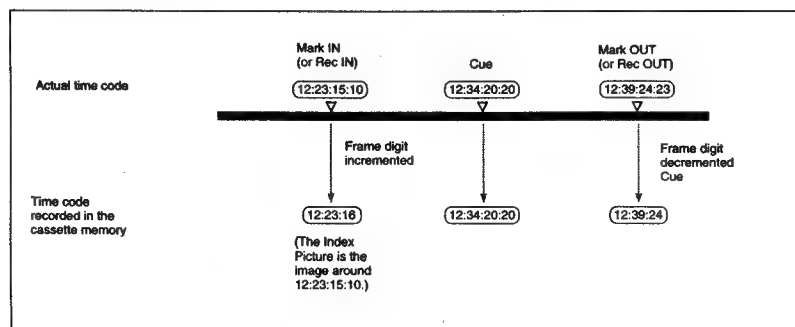 Mark IN
(or Rec IN)
Cue
Mark OUT
(or Rec OUT)
Actual time code
12:23:15:10
12:34:20:20
12:39:24:23
Frame digit
incremented
Frame digit
decremented
Cue
Time code
recorded in the
cassette memory
12:23:16
12:34:20:20
12:39:24
(The Index
Picture is the
image around
12:23:15:10.)